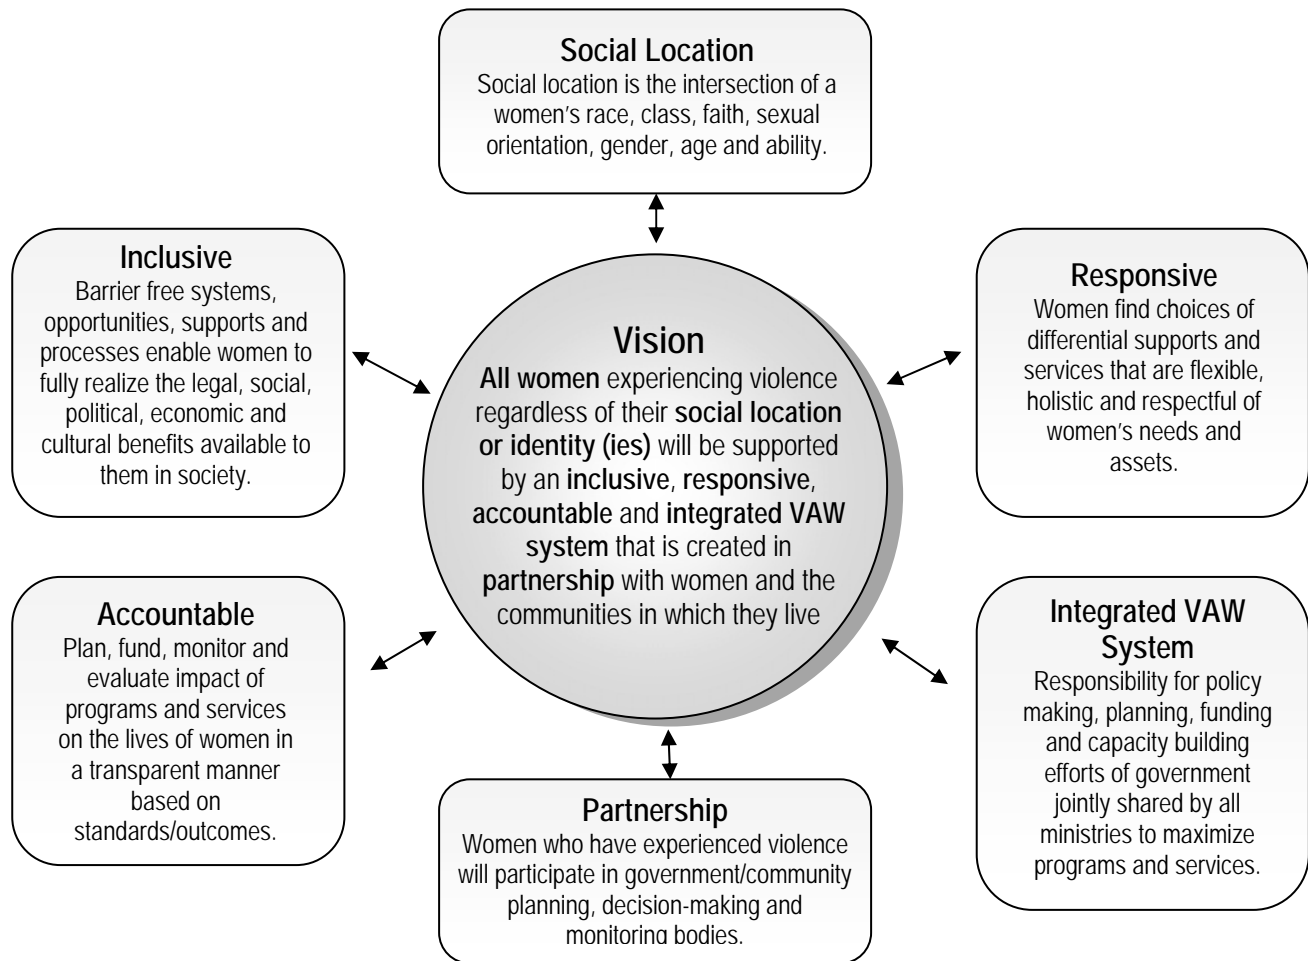 Social Location
Social location is the intersection of a
women's race, class, faith, sexual
orientation, gender, age and ability.
Inclusive
Barrier free systems,
opportunities, supports and
processes enable women to
fully realize the legal, social,
political, economic and
cultural benefits available to
them in society.
Vision
All women experiencing violence
regardless of their social location
or identity (ies) will be supported
by an inclusive, responsive,
accountable and integrated VAW
system that is created in
partnership with women and the
communities in which they live
Responsive
Women find choices of
differential supports and
services that are flexible,
holistic and respectful of
women's needs and
assets.
Accountable
Plan, fund, monitor and
evaluate impact of
programs and services
on the lives of women in
a transparent manner
based on
standards/outcomes.
Partnership
Women who have experienced violence
will participate in government/community
planning, decision-making and
monitoring bodies.
Integrated VAW
System
Responsibility for policy
making, planning, funding
and capacity building
efforts of government
jointly shared by all
ministries to maximize
programs and services.